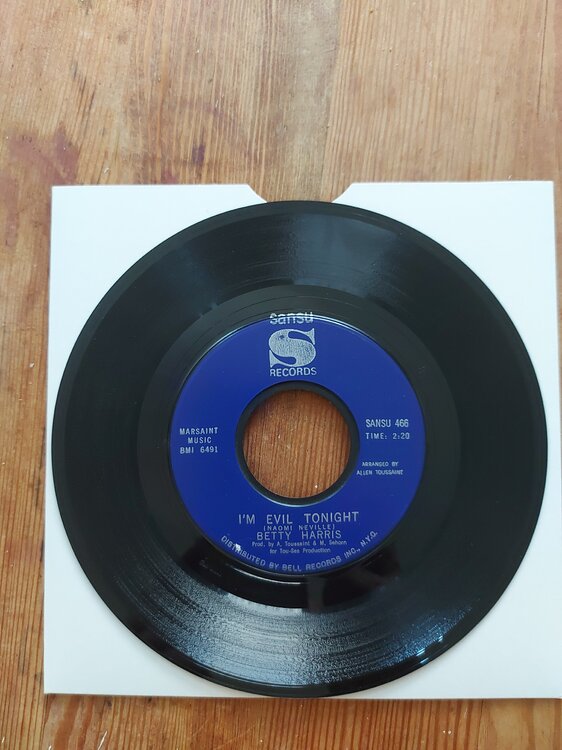 sansu
S
RECORDS
MARSAINT
MUSIC
BMI 6491
SANSU 466
TIME: 2:20
ARRANGED BY
ALLEN TOUSSAINT
I'M EVIL TONIGHT
(NAOMI NEVILLE)
BETTY HARRIS
Prod. by A. Toussaint & M. Sehorn
for Tou-Sea Production
DISTRIBUTED BY BELL RECORDS INC., N.Y.C.